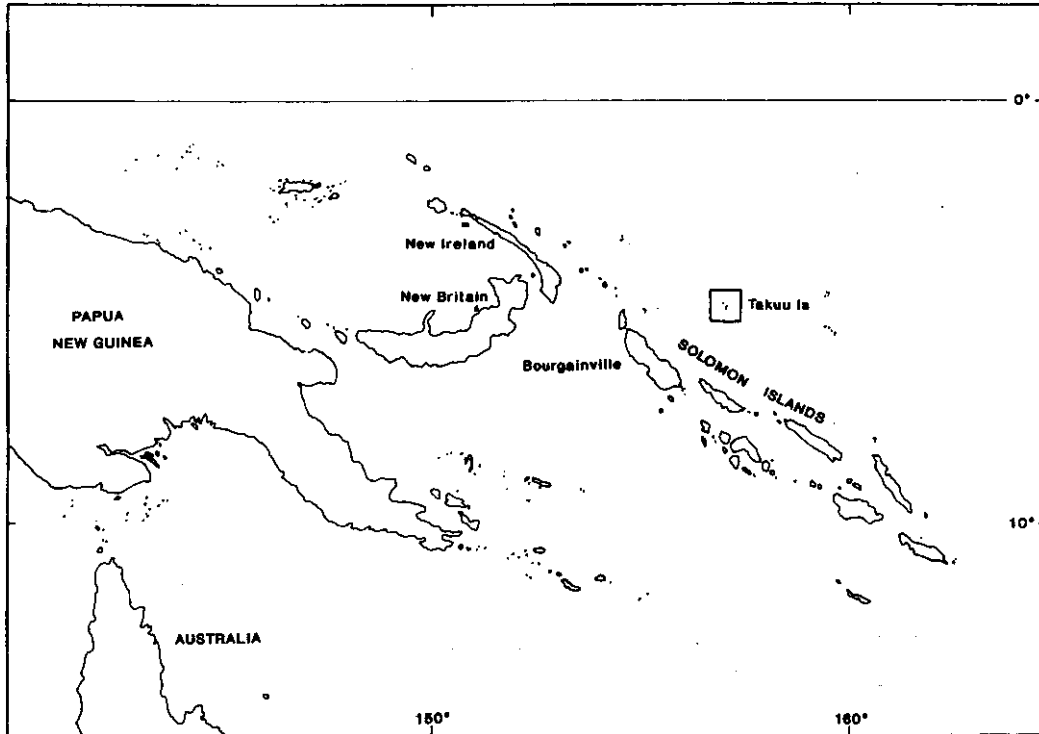 0°
New Ireland
New Britain
Takuu Is
PAPUA
NEW GUINEA
Bourgainville
SOLOMON ISLANDS
10°
AUSTRALIA
150°
160°